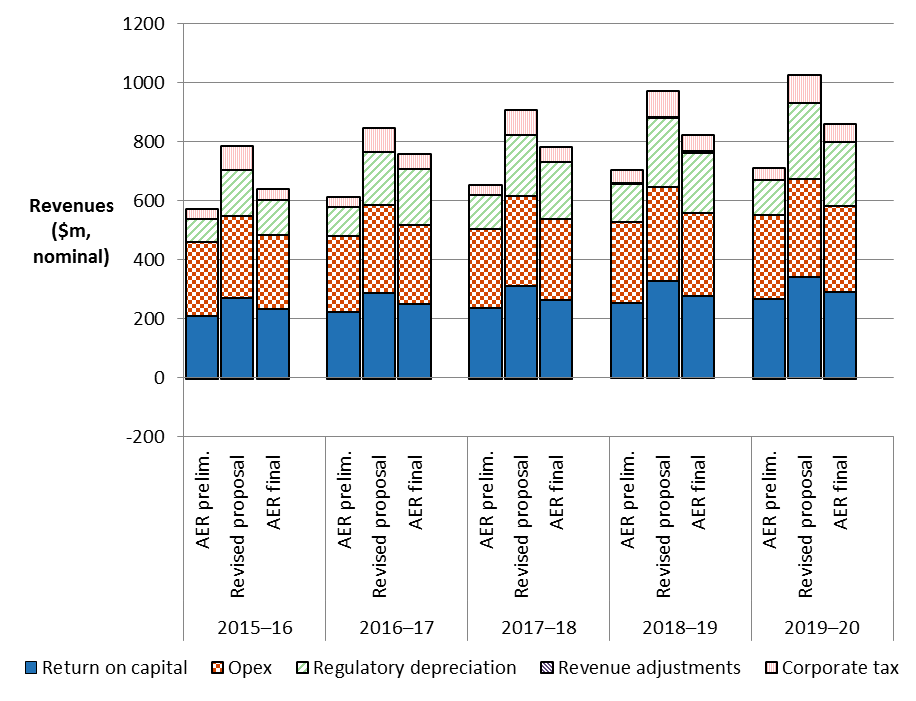 1200
1000
800
600
400
200
0
-200
Revenues
($m,
nominal)
AER prelim.
Revised proposal
AER final
AER prelim.
Revised proposal
AER final
AER prelim.
Revised proposal
AER final
AER prelim.
Revised proposal
AER final
AER prelim.
Revised proposal
AER final
2015–16 2016–17 2017–18 2018–19 2019–20
Return on capital Opex Regulatory depreciation Revenue adjustments Corporate tax